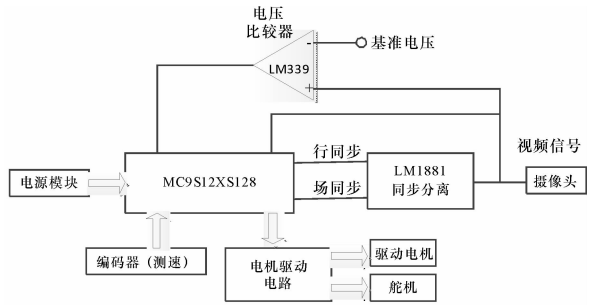 电压
比较器
LM339
-
+
基准电压
行同步
场同步
视频信号
电源模块
MC9S12XS128
LM1881
同步分离
摄像头
编码器(测速)
电机驱动
电路
驱动电机
舵机